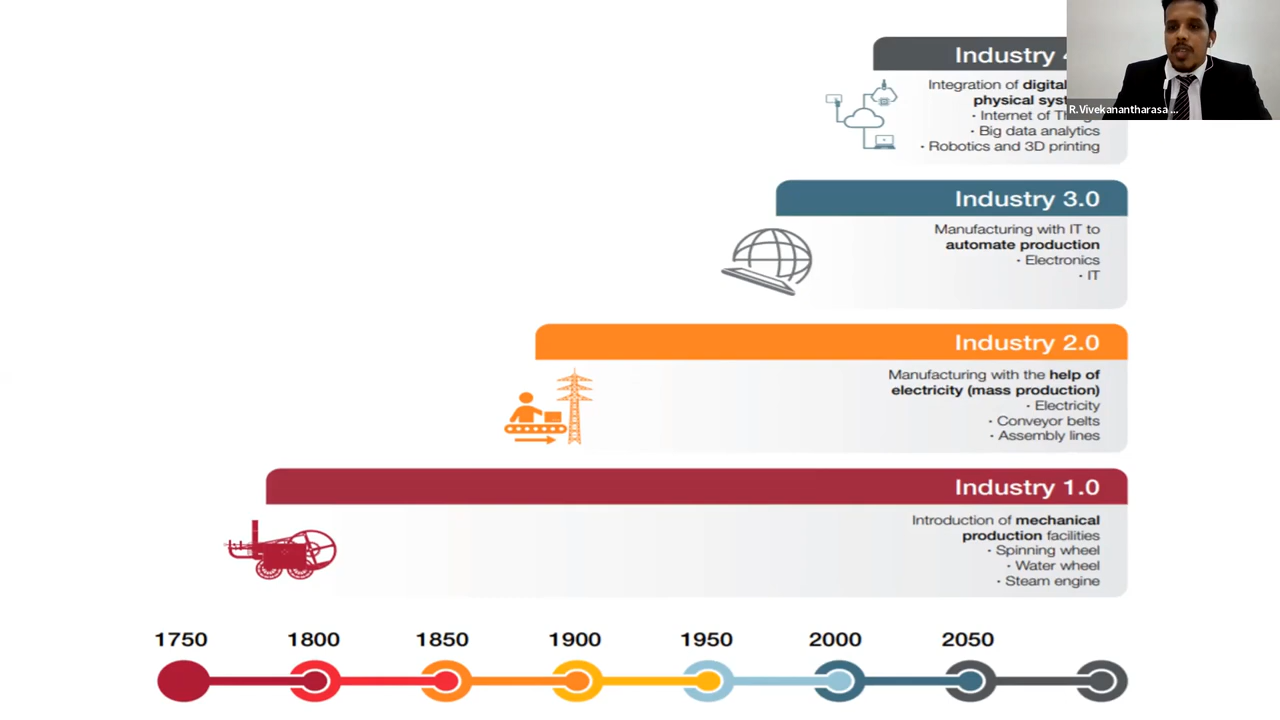 Industry
Integration of digital
physical
· Internet of
· Big data analytics
· Robotics and 3D printing
R.Vivekanantharasa ...
Industry 3.0
Manufacturing with IT to
automate production
· Electronics
· IT
Industry 2.0
Manufacturing with the help of
electricity (mass production)
· Electricity
· Conveyor belts
· Assembly lines
Industry 1.0
Introduction of mechanical
production facilities
· Spinning wheel
· Water wheel
· Steam engine
1750 1800 1850 1900 1950 2000 2050